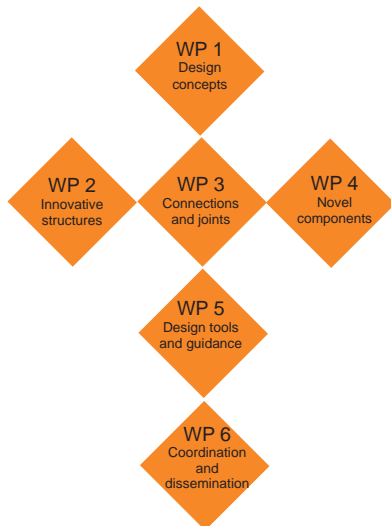 WP 1
Design
concepts
WP 2
Innovative
structures
WP 3
Connections
and joints
WP 4
Novel
components
WP 5
Design tools
and guidance
WP 6
Coordination
and
dissemination